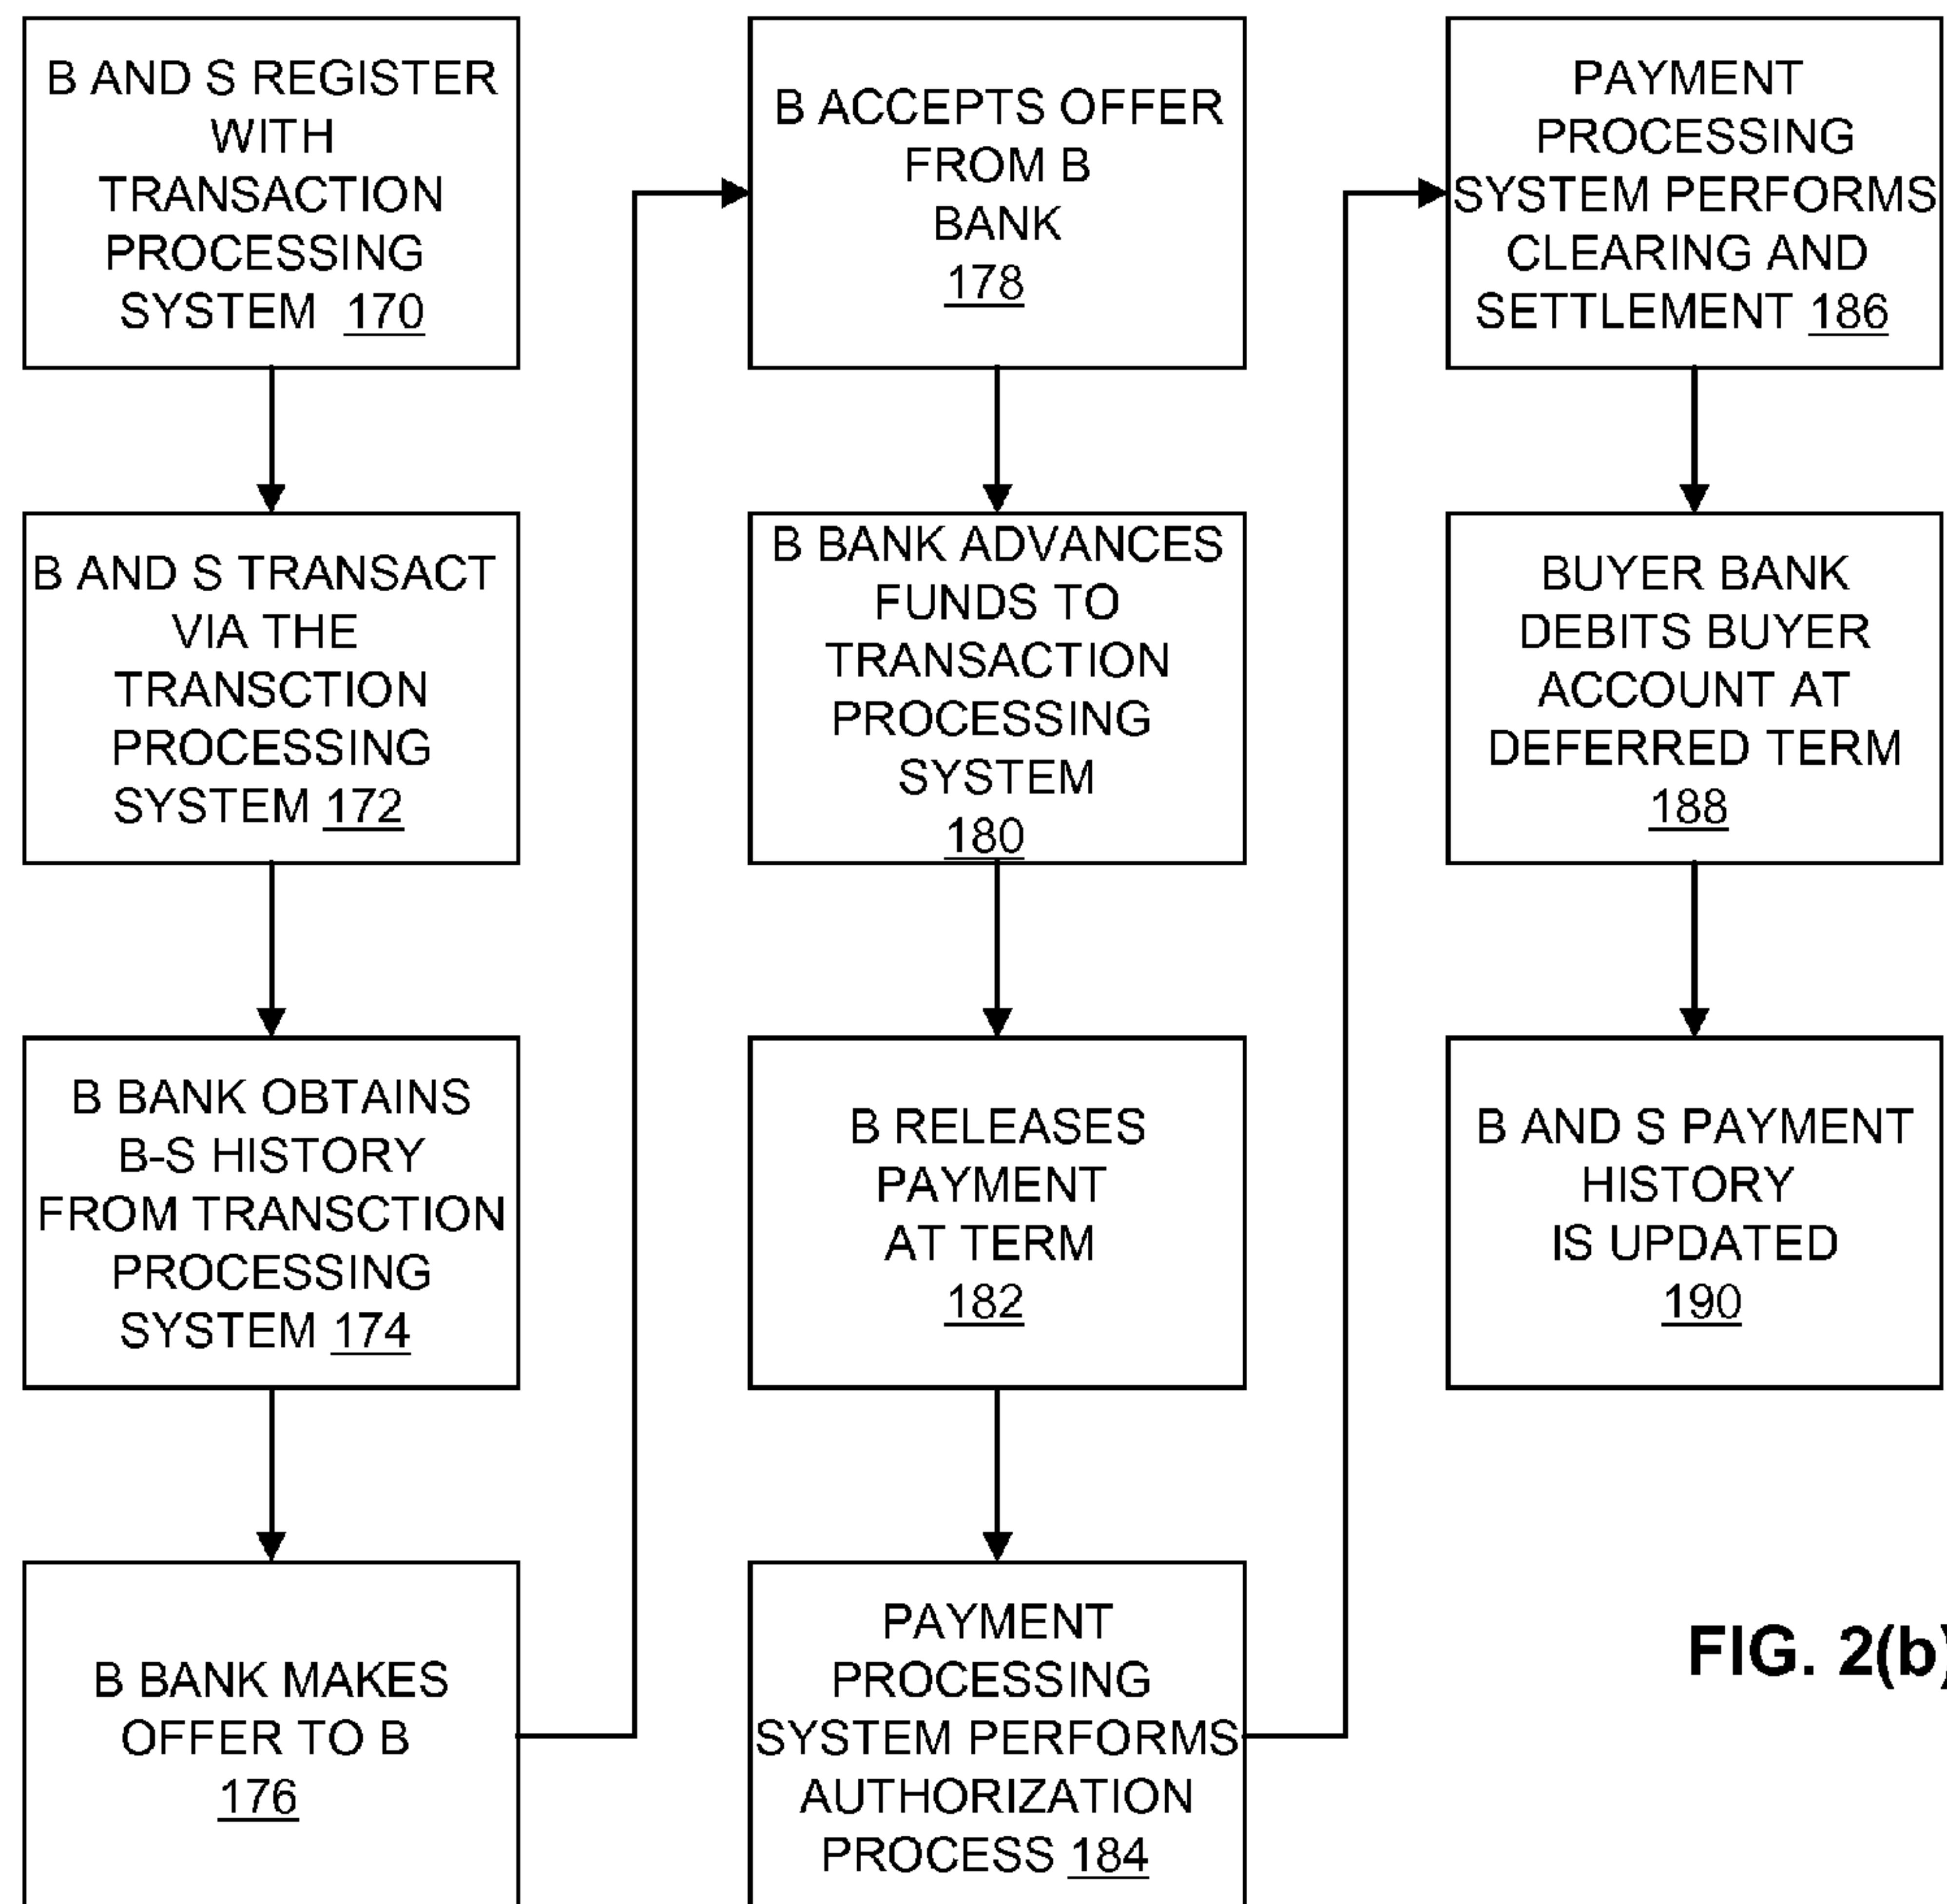 B AND S REGISTER
WITH
TRANSACTION
PROCESSING
SYSTEM 170
B AND S TRANSACT
VIA THE
TRANSCTION
PROCESSING
SYSTEM 172
B BANK OBTAINS
B-S HISTORY
FROM TRANSCTION
PROCESSING
SYSTEM 174
B BANK MAKES
OFFER TO B
176
B ACCEPTS OFFER
FROM B
BANK
178
B BANK ADVANCES
FUNDS TO
TRANSACTION
PROCESSING
SYSTEM
180
B RELEASES
PAYMENT
AT TERM
182
PAYMENT
PROCESSING
SYSTEM PERFORMS
AUTHORIZATION
PROCESS 184
PAYMENT
PROCESSING
SYSTEM PERFORMS
CLEARING AND
SETTLEMENT 186
BUYER BANK
DEBITS BUYER
ACCOUNT AT
DEFERRED TERM
188
B AND S PAYMENT
HISTORY
IS UPDATED
190
FIG. 2(b)